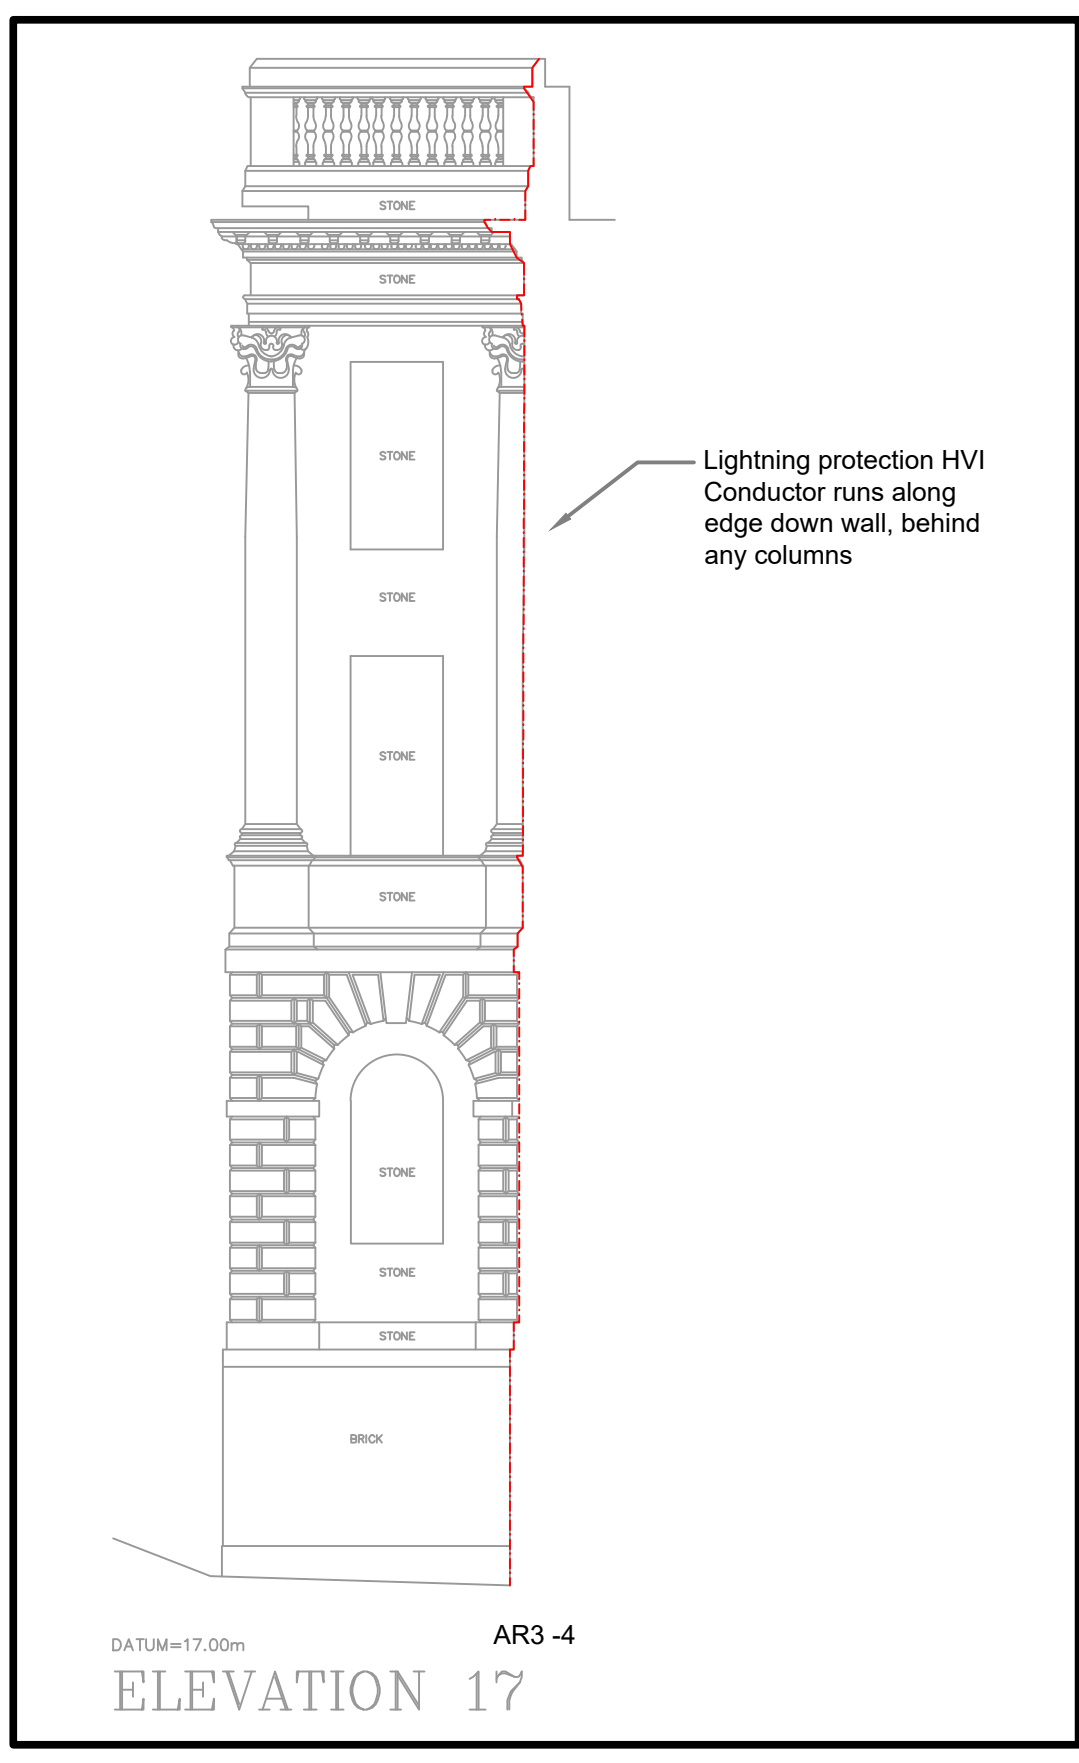 STONE
STONE
STONE
Lightning protection HVI
Conductor runs along
edge down wall, behind
any columns
STONE
STONE
STONE
STONE
STONE
STONE
BRICK
AR3 -4
DATUM=17.00m
ELEVATION 17